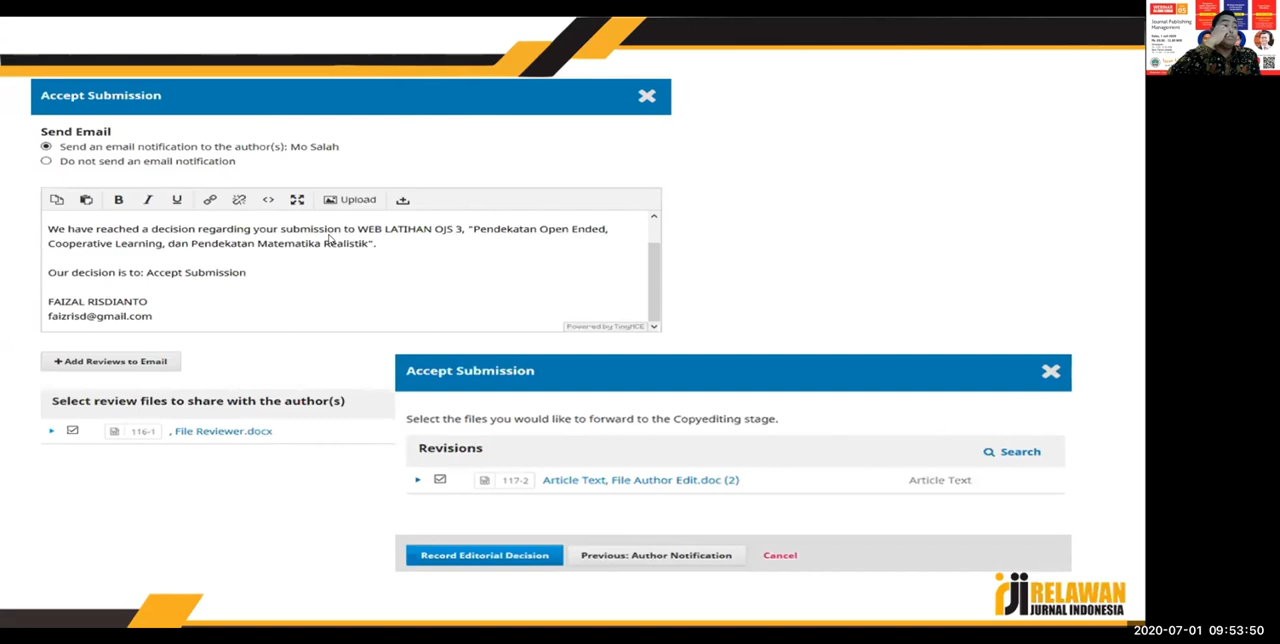 Accept Submission
Send Email
Send an email notification to the author(s): Mo Salah
Do not send an email notification
B I U Upload
We have reached a decision regarding your submission to WEB LATIHAN OJS 3, "Pendekatan Open Ended,
Cooperative Learning, dan Pendekatan Matematika Realistik".
Our decision is to: Accept Submission
FAIZAL RISDIANTO
faizrisd@gmail.com
Powered by TinyMCE
+ Add Reviews to Email
Select review files to share with the author(s)
116-1 , File Reviewer.docx
Accept Submission
Select the files you would like to forward to the Copyediting stage.
Revisions
Search
117-2 Article Text, File Author Edit.doc (2) Article Text
Record Editorial Decision Previous: Author Notification Cancel
RELAWAN
JURNAL INDONESIA
Journal Publishing
Management
2020-07-01 09:53:50